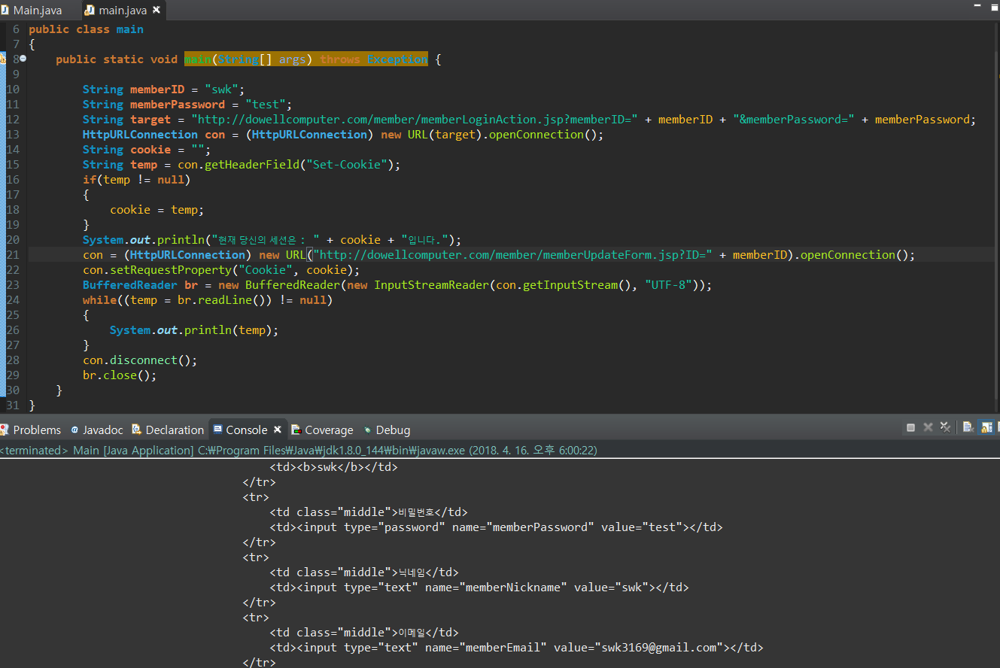 Main.java main.java
6 public class main
7 {
8 public static void main(String[] args) throws Exception {
9
10 String memberID = "swk";
11 String memberPassword = "test";
12 String target = "http://dowellcomputer.com/member/memberLoginAction.jsp?memberID=" + memberID + "&memberPassword=" + memberPassword;
13 HttpURLConnection con = (HttpURLConnection) new URL(target).openConnection();
14 String cookie = "";
15 String temp = con.getHeaderField("Set-Cookie");
16 if(temp != null)
17 {
18 cookie = temp;
19 }
20 System.out.println("현재 당신의 세션은 : " + cookie + "입니다.");
21 con = (HttpURLConnection) new URL("http://dowellcomputer.com/member/memberUpdateForm.jsp?ID=" + memberID).openConnection();
22 con.setRequestProperty("Cookie", cookie);
23 BufferedReader br = new BufferedReader(new InputStreamReader(con.getInputStream(), "UTF-8"));
24 while((temp = br.readLine()) != null)
25 {
26 System.out.println(temp);
27 }
28 con.disconnect();
29 br.close();
30 }
31 }
Problems @ Javadoc Declaration Console Coverage Debug
<terminated> Main [Java Application] C:₩Program Files₩Java₩jdk1.8.0_144₩bin₩javaw.exe (2018. 4. 16. 오후 6:00:22)
<td><b>swk</b></td>
</tr>
<tr>
<td class="middle">비밀번호</td>
<td><input type="password" name="memberPassword" value="test"></td>
</tr>
<tr>
<td class="middle">닉네임</td>
<td><input type="text" name="memberNickname" value="swk"></td>
</tr>
<tr>
<td class="middle">이메일</td>
<td><input type="text" name="memberEmail" value="swk3169@gmail.com"></td>
</tr>